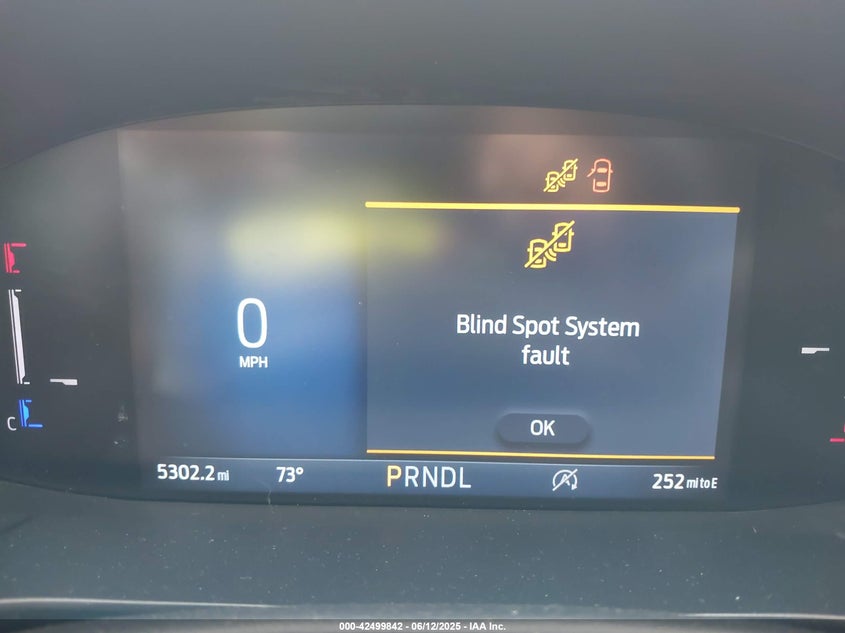 0
MPH
Blind Spot System
fault
OK
C
5302.2 mi 73° PRNDL 252 mi to E
000-42499842 - 06/12/2025 - IAA Inc.